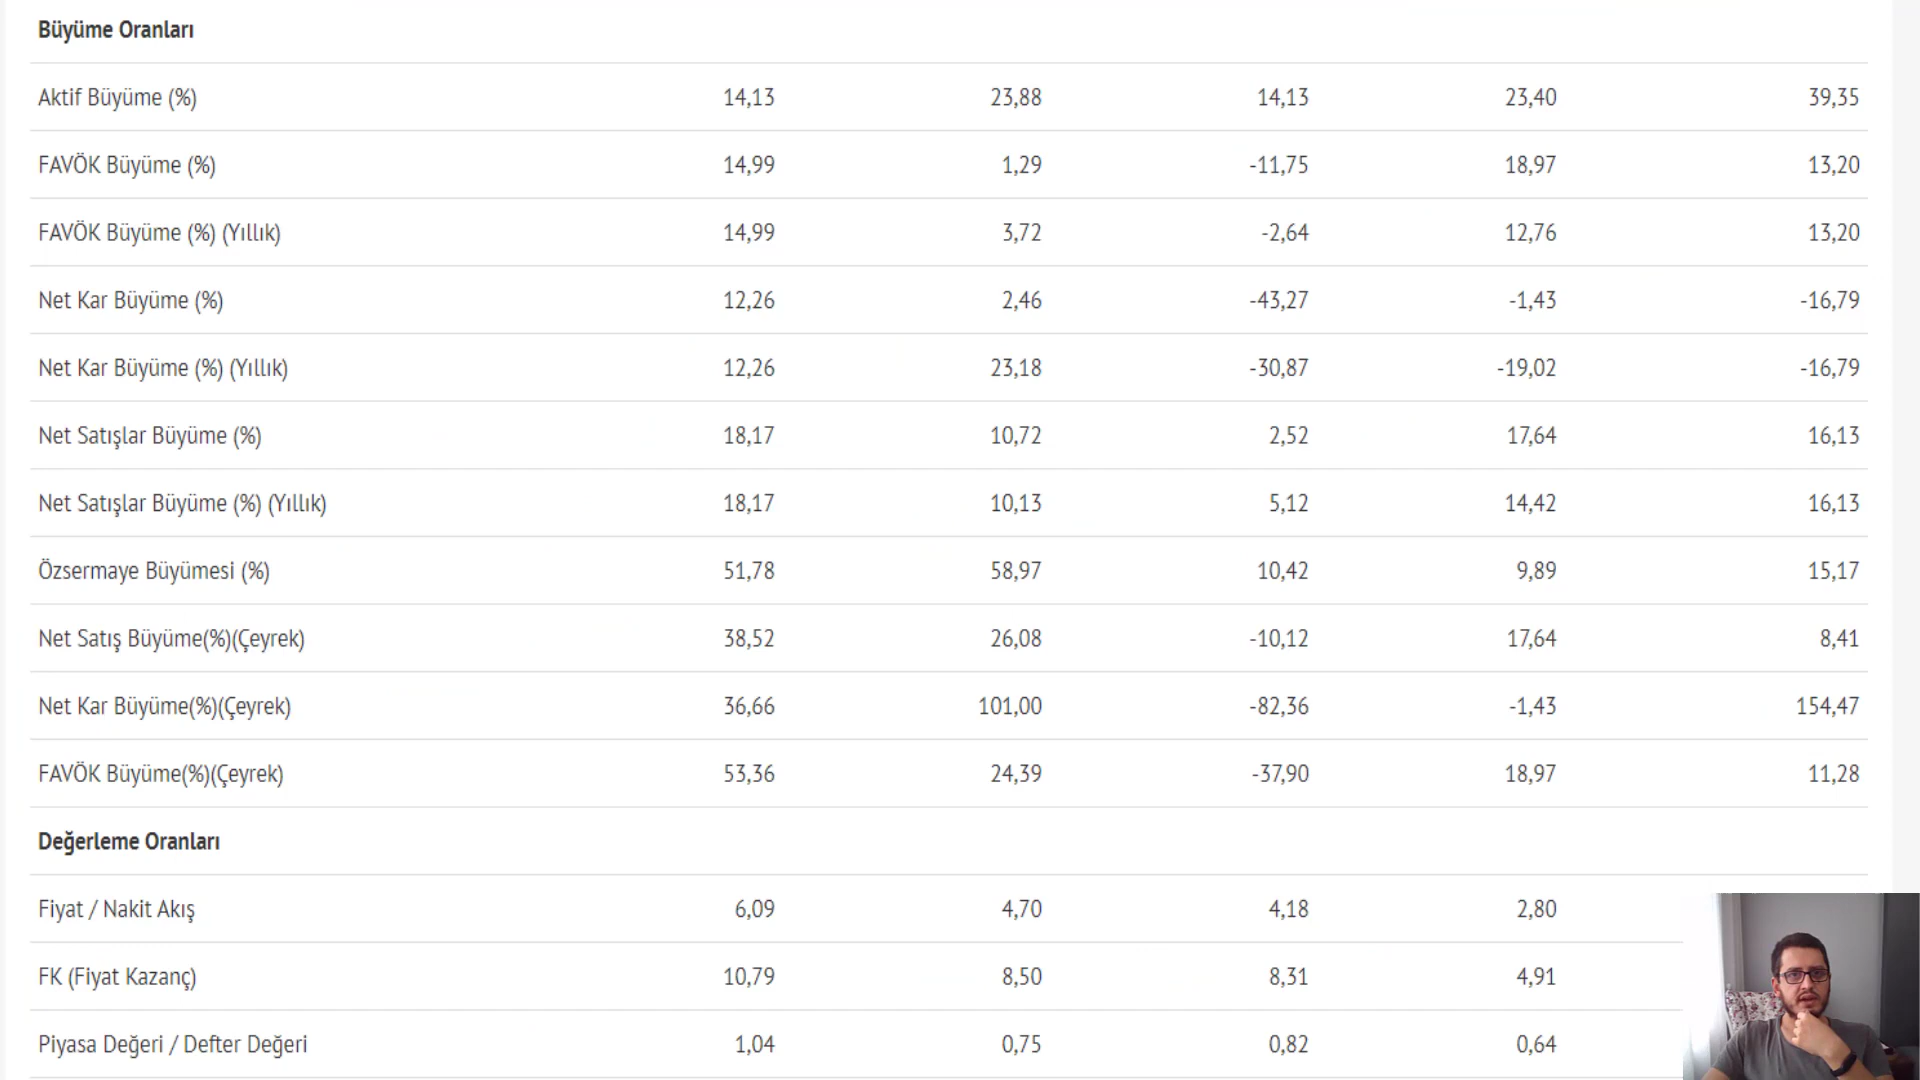 Büyüme Oranları
Aktif Büyüme (%) 14,13 23,88 14,13 23,40 39,35
FAVÖK Büyüme (%) 14,99 1,29 -11,75 18,97 13,20
FAVÖK Büyüme (%) (Yıllık) 14,99 3,72 -2,64 12,76 13,20
Net Kar Büyüme (%) 12,26 2,46 -43,27 -1,43 -16,79
Net Kar Büyüme (%) (Yıllık) 12,26 23,18 -30,87 -19,02 -16,79
Net Satışlar Büyüme (%) 18,17 10,72 2,52 17,64 16,13
Net Satışlar Büyüme (%) (Yıllık) 18,17 10,13 5,12 14,42 16,13
Özsermaye Büyümesi (%) 51,78 58,97 10,42 9,89 15,17
Net Satış Büyüme(%)(Çeyrek) 38,52 26,08 -10,12 17,64 8,41
Net Kar Büyüme(%)(Çeyrek) 36,66 101,00 -82,36 -1,43 154,47
FAVÖK Büyüme(%)(Çeyrek) 53,36 24,39 -37,90 18,97 11,28
Değerleme Oranları
Fiyat / Nakit Akış 6,09 4,70 4,18 2,80
FK (Fiyat Kazanç) 10,79 8,50 8,31 4,91
Piyasa Değeri / Defter Değeri 1,04 0,75 0,82 0,64